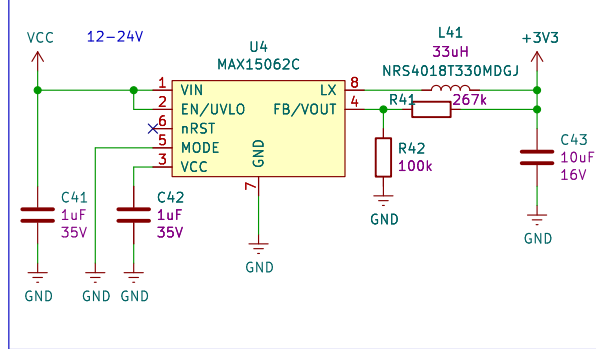 VCC
12-24V
U4
MAX15062C
L41
33uH
NRS4018T330MDGJ
+3V3
1
VIN
LX
8
2
EN/UVLO
FB/VOUT
4
R41
267k
6
nRST
5
MODE
3
VCC
GND
7
R42
100k
GND
C43
10uF
16V
GND
C41
1uF
35V
C42
1uF
35V
GND
GND
GND
GND